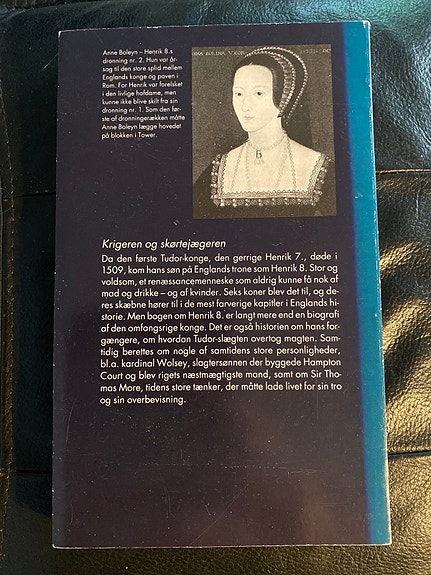 Anne Boleyn – Henrik 8.s
dronning nr. 2. Hun var år-
sag til den store splid mellem
Englands konge og paven i
Rom. For Henrik var forelsket
i den livlige hofdame, men
kunne ikke blive skilt fra sin
dronning nr. 1. Som den før-
ste af dronningerækken måtte
Anne Boleyn lægge hovedet
på blokken i Tower.
Krigeren og skørtejægeren
Da den første Tudor-konge, den gerrige Henrik 7., døde i
1509, kom hans søn på Englands trone som Henrik 8. Stor og
voldsom, et renæssancemenneske som aldrig kunne få nok af
mad og drikke – og af kvinder. Seks koner blev det til, og de-
res skæbne hører til i de mest farverige kapitler i Englands hi-
storie. Men bogen om Henrik 8. er langt mere end en biografi
af den omfangsrige konge. Det er også historien om hans for-
gængere, om hvordan Tudor-slægten overtog magten. Sam-
tidig berettes om nogle af samtidens store personligheder,
bl.a. kardinal Wolsey, slagtersønnen der byggede Hampton
Court og blev rigets næstmægtigste mand, samt om Sir Tho-
mas More, tidens store tænker, der måtte lade livet for sin tro
og sin overbevisning.